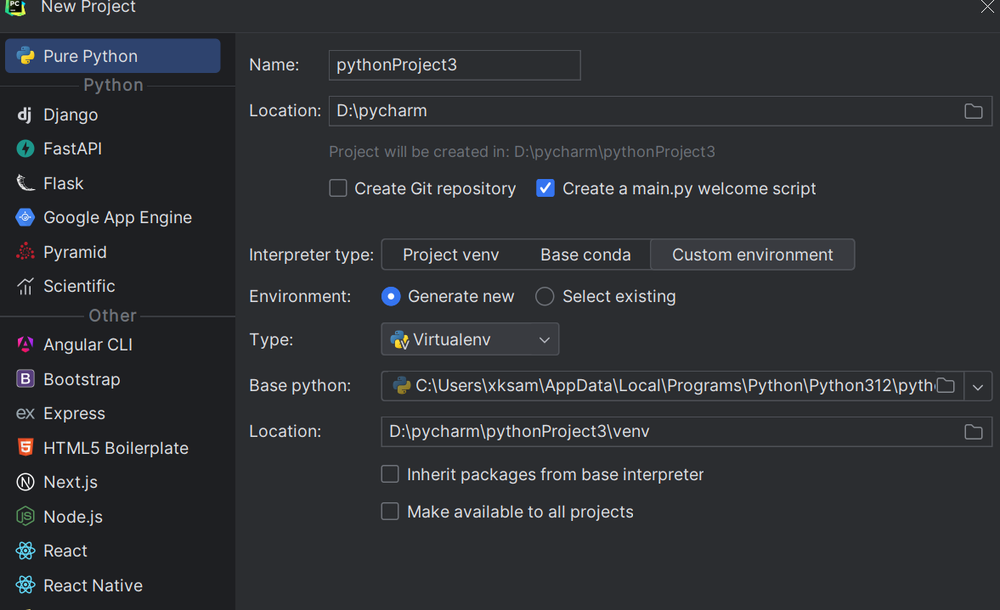 New Project
Pure Python
Python
Django
FastAPI
Flask
Google App Engine
Pyramid
Scientific
Other
Angular CLI
Bootstrap
Express
HTML5 Boilerplate
Next.js
Node.js
React
React Native
Name: pythonProject3
Location: D:\pycharm
Project will be created in: D:\pycharm\pythonProject3
Create Git repository Create a main.py welcome script
Interpreter type: Project venv Base conda Custom environment
Environment: Generate new Select existing
Type: Virtualenv
Base python: C:\Users\xksam\AppData\Local\Programs\Python\Python312\pyth
Location: D:\pycharm\pythonProject3\venv
Inherit packages from base interpreter
Make available to all projects